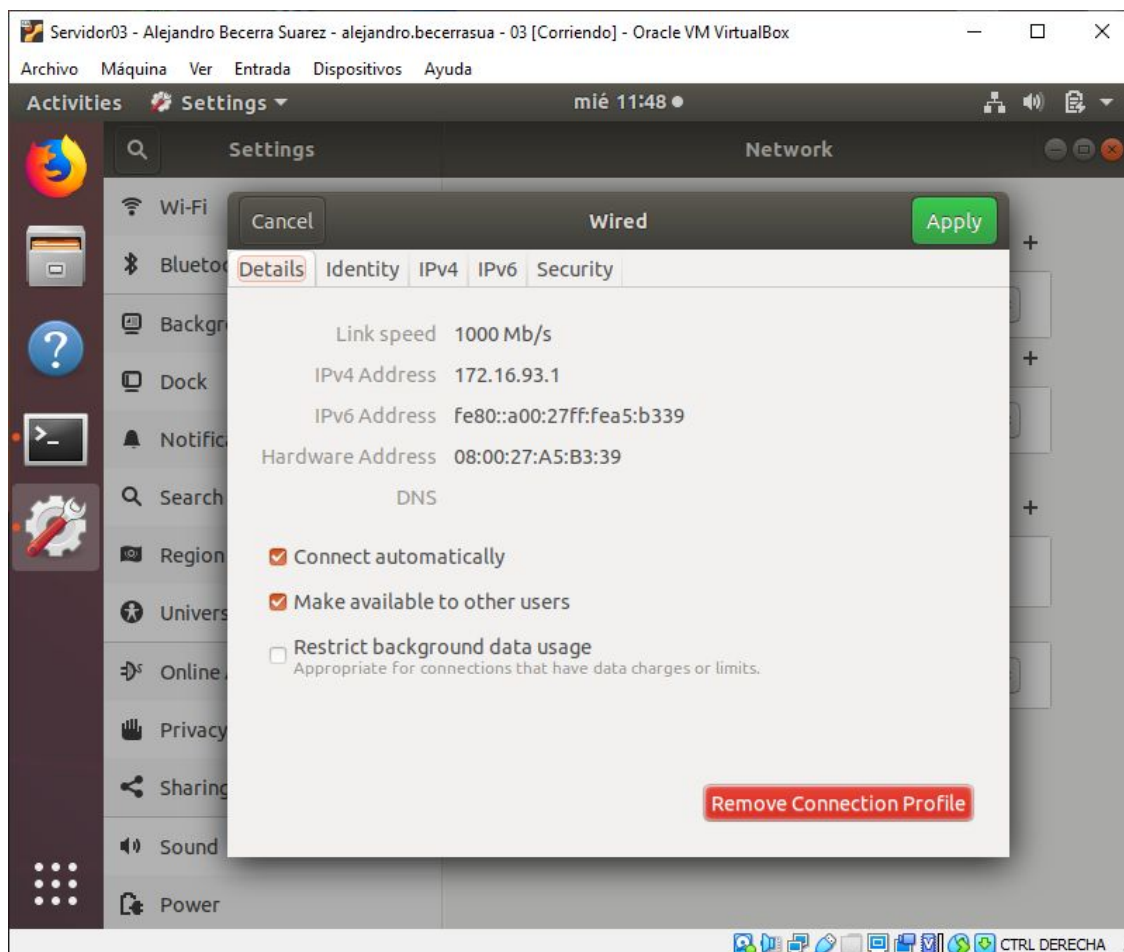 Servidor03 - Alejandro Becerra Suarez - alejandro.becerrasua - 03 [Corriendo] - Oracle VM VirtualBox
Archivo Máquina Ver Entrada Dispositivos Ayuda
Activities Settings mié 11:48
Settings Network
Wi-Fi
Cancel Wired Apply
Details Identity IPv4 IPv6 Security
Link speed 1000 Mb/s
IPv4 Address 172.16.93.1
IPv6 Address fe80::a00:27ff:fea5:b339
Hardware Address 08:00:27:A5:B3:39
DNS
Connect automatically
Make available to other users
Restrict background data usage
Appropriate for connections that have data charges or limits.
Remove Connection Profile
Dock
Search
Region
Online
Privacy
Sound
Power
CTRL DERECHA